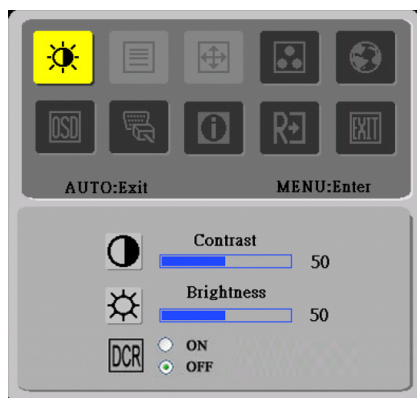 OSD
i
R
EXIT
AUTO:Exit MENU:Enter
Contrast
50
Brightness
50
DCR
ON
OFF